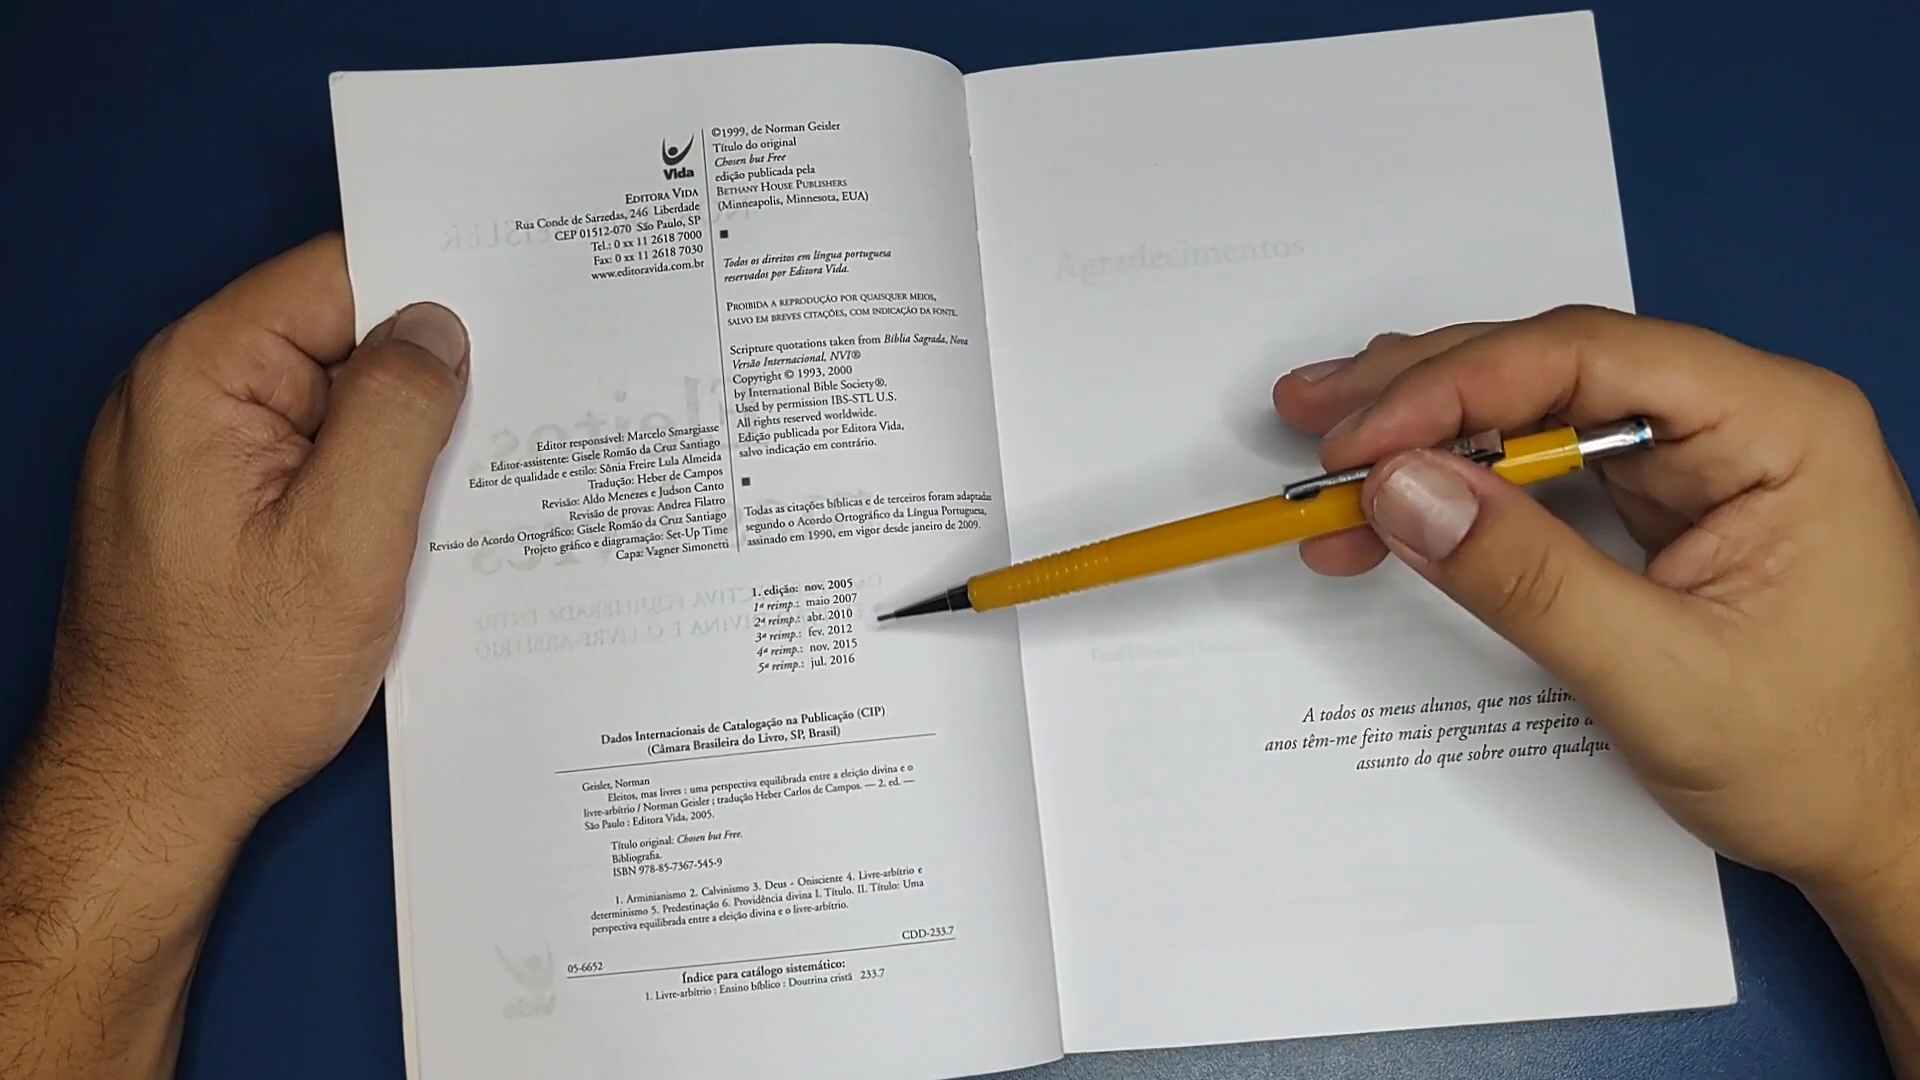 Vida
EDITORA VIDA
Rua Conde de Sarzedas, 246 Liberdade
CEP 01512-070 São Paulo, SP
Tel.: 0 xx 11 2618 7000
Fax: 0 xx 11 2618 7030
www.editoravida.com.br
©1999, de Norman Geisler
Título do original
Chosen but Free
edição publicada pela
BETHANY HOUSE PUBLISHERS
(Minneapolis, Minnesota, EUA)
Todos os direitos em língua portuguesa
reservados por Editora Vida.
PROIBIDA A REPRODUÇÃO POR QUAISQUER MEIOS,
SALVO EM BREVES CITAÇÕES, COM INDICAÇÃO DA FONTE.
Scripture quotations taken from Bíblia Sagrada, Nova
Versão Internacional, NVI®
Copyright © 1993, 2000
by International Bible Society®.
Used by permission IBS-STL U.S.
All rights reserved worldwide.
Edição publicada por Editora Vida,
salvo indicação em contrário.
Editor responsável: Marcelo Smargiasse
Editor-assistente: Gisele Romão da Cruz Santiago
Editor de qualidade e estilo: Sônia Freire Lula Almeida
Tradução: Heber de Campos
Revisão: Aldo Menezes e Judson Canto
Revisão de provas: Andrea Filatro
Revisão do Acordo Ortográfico: Gisele Romão da Cruz Santiago
Projeto gráfico e diagramação: Set-Up Time
Capa: Vagner Simonetti
Todas as citações bíblicas e de terceiros foram adaptadas
segundo o Acordo Ortográfico da Língua Portuguesa,
assinado em 1990, em vigor desde janeiro de 2009.
1. edição: nov. 2005
1ª reimp.: maio 2007
2ª reimp.: abr. 2010
3ª reimp.: fev. 2012
4ª reimp.: nov. 2015
5ª reimp.: jul. 2016
Dados Internacionais de Catalogação na Publicação (CIP)
(Câmara Brasileira do Livro, SP, Brasil)
Geisler, Norman
Eleitos, mas livres : uma perspectiva equilibrada entre a eleição divina e o
livre-arbítrio / Norman Geisler ; tradução Heber Carlos de Campos. — 2. ed. —
São Paulo : Editora Vida, 2005.
Título original: Chosen but Free.
Bibliografia.
ISBN 978-85-7367-545-9
1. Arminianismo 2. Calvinismo 3. Deus - Onisciente 4. Livre-arbítrio e
determinismo 5. Predestinação 6. Providência divina I. Título. II. Título: Uma
perspectiva equilibrada entre a eleição divina e o livre-arbítrio.
05-6652
CDD-233.7
Índice para catálogo sistemático:
1. Livre-arbítrio : Ensino bíblico : Doutrina cristã 233.7
Agradecimentos
A todos os meus alunos, que nos
anos têm-me feito mais perguntas a respeito
assunto do que sobre outro